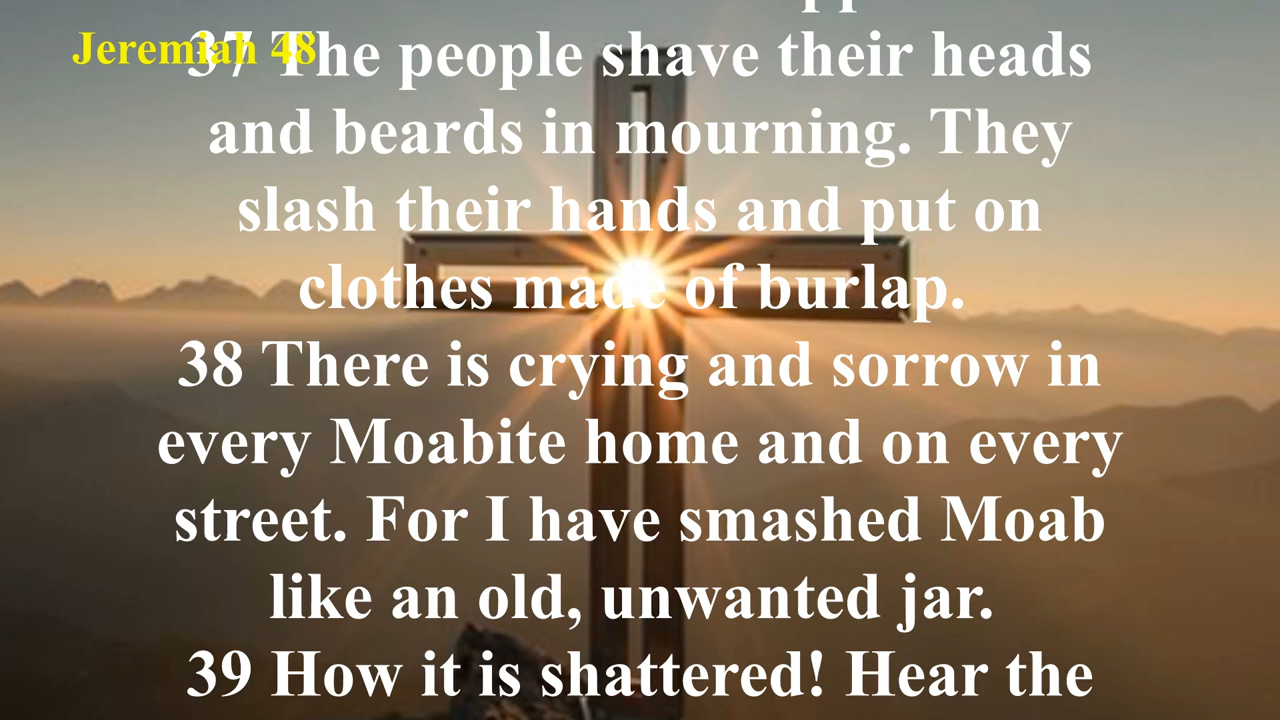 Jeremiah 48
37 The people shave their heads
and beards in mourning. They
slash their hands and put on
clothes made of burlap.
38 There is crying and sorrow in
every Moabite home and on every
street. For I have smashed Moab
like an old, unwanted jar.
39 How it is shattered! Hear the